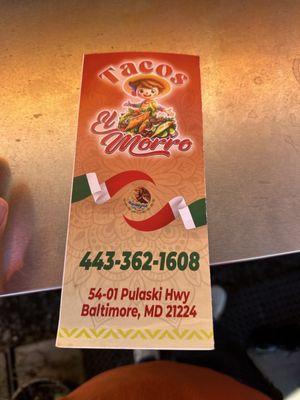 Tacos
El
Morro
443-362-1608
54-01 Pulaski Hwy
Baltimore, MD 21224